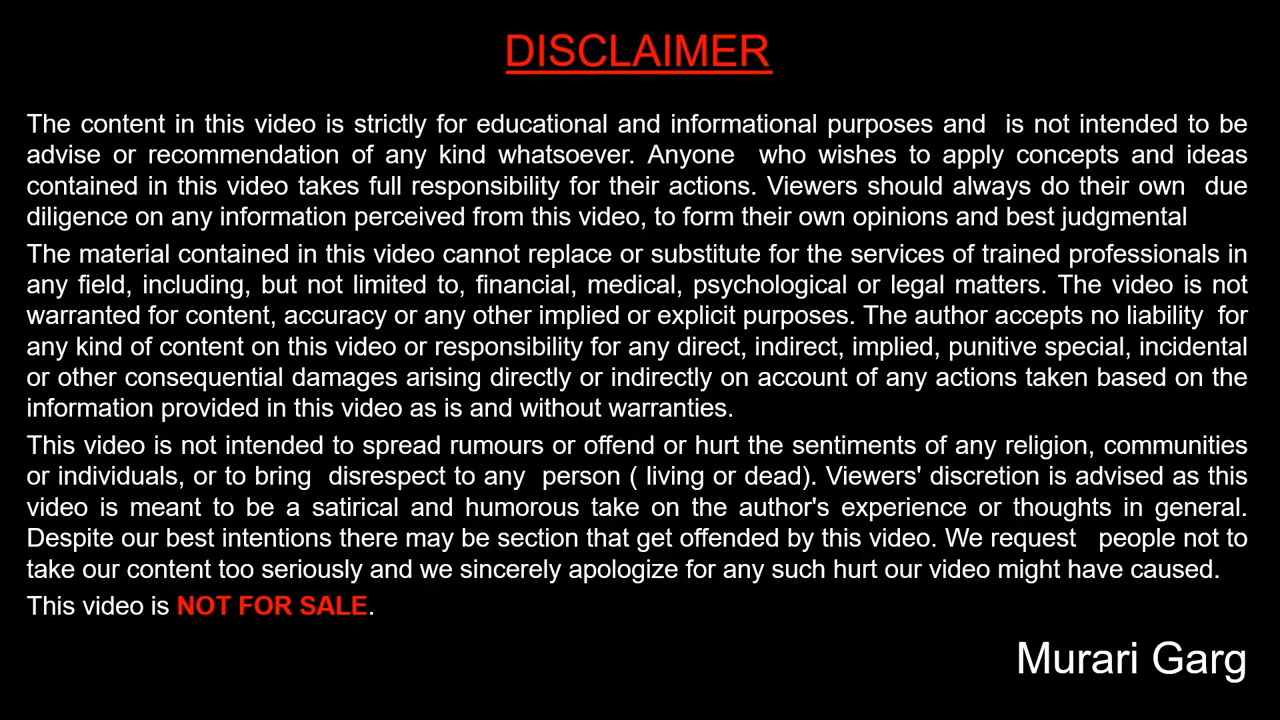 DISCLAIMER
The content in this video is strictly for educational and informational purposes and is not intended to be
advise or recommendation of any kind whatsoever. Anyone who wishes to apply concepts and ideas
contained in this video takes full responsibility for their actions. Viewers should always do their own due
diligence on any information perceived from this video, to form their own opinions and best judgmental
The material contained in this video cannot replace or substitute for the services of trained professionals in
any field, including, but not limited to, financial, medical, psychological or legal matters. The video is not
warranted for content, accuracy or any other implied or explicit purposes. The author accepts no liability for
any kind of content on this video or responsibility for any direct, indirect, implied, punitive special, incidental
or other consequential damages arising directly or indirectly on account of any actions taken based on the
information provided in this video as is and without warranties.
This video is not intended to spread rumours or offend or hurt the sentiments of any religion, communities
or individuals, or to bring disrespect to any person ( living or dead). Viewers' discretion is advised as this
video is meant to be a satirical and humorous take on the author's experience or thoughts in general.
Despite our best intentions there may be section that get offended by this video. We request people not to
take our content too seriously and we sincerely apologize for any such hurt our video might have caused.
This video is NOT FOR SALE.
Murari Garg